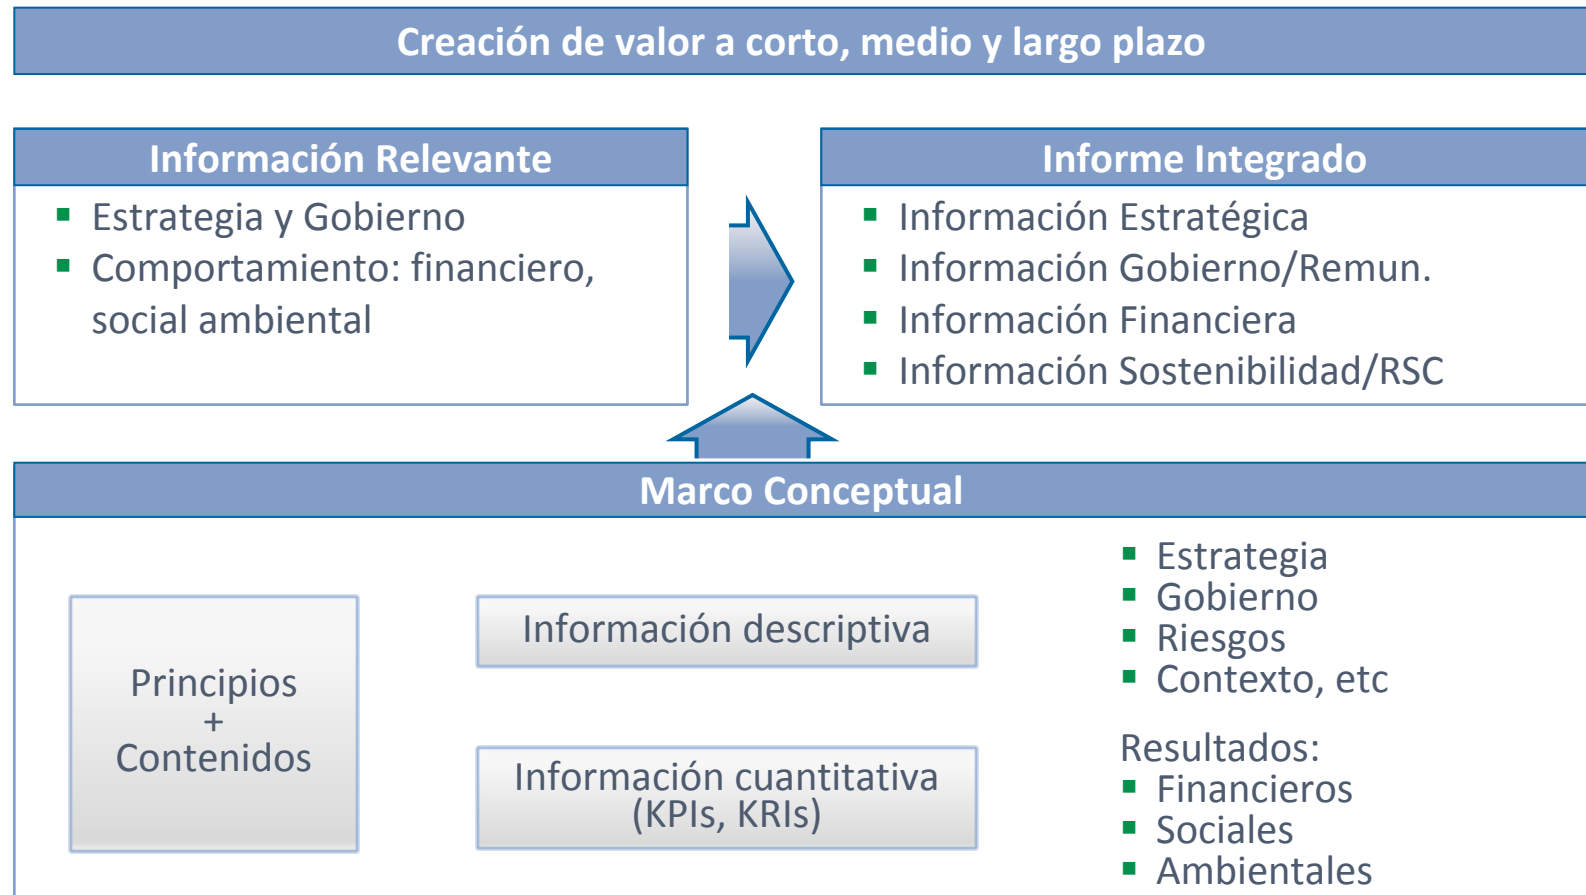 Creación de valor a corto, medio y largo plazo
Información Relevante
▪ Estrategia y Gobierno
▪ Comportamiento: financiero,
social ambiental
Informe Integrado
▪ Información Estratégica
▪ Información Gobierno/Remun.
▪ Información Financiera
▪ Información Sostenibilidad/RSC
Marco Conceptual
Principios
+
Contenidos
Información descriptiva
Información cuantitativa
(KPIs, KRIs)
▪ Estrategia
▪ Gobierno
▪ Riesgos
▪ Contexto, etc
Resultados:
▪ Financieros
▪ Sociales
▪ Ambientales